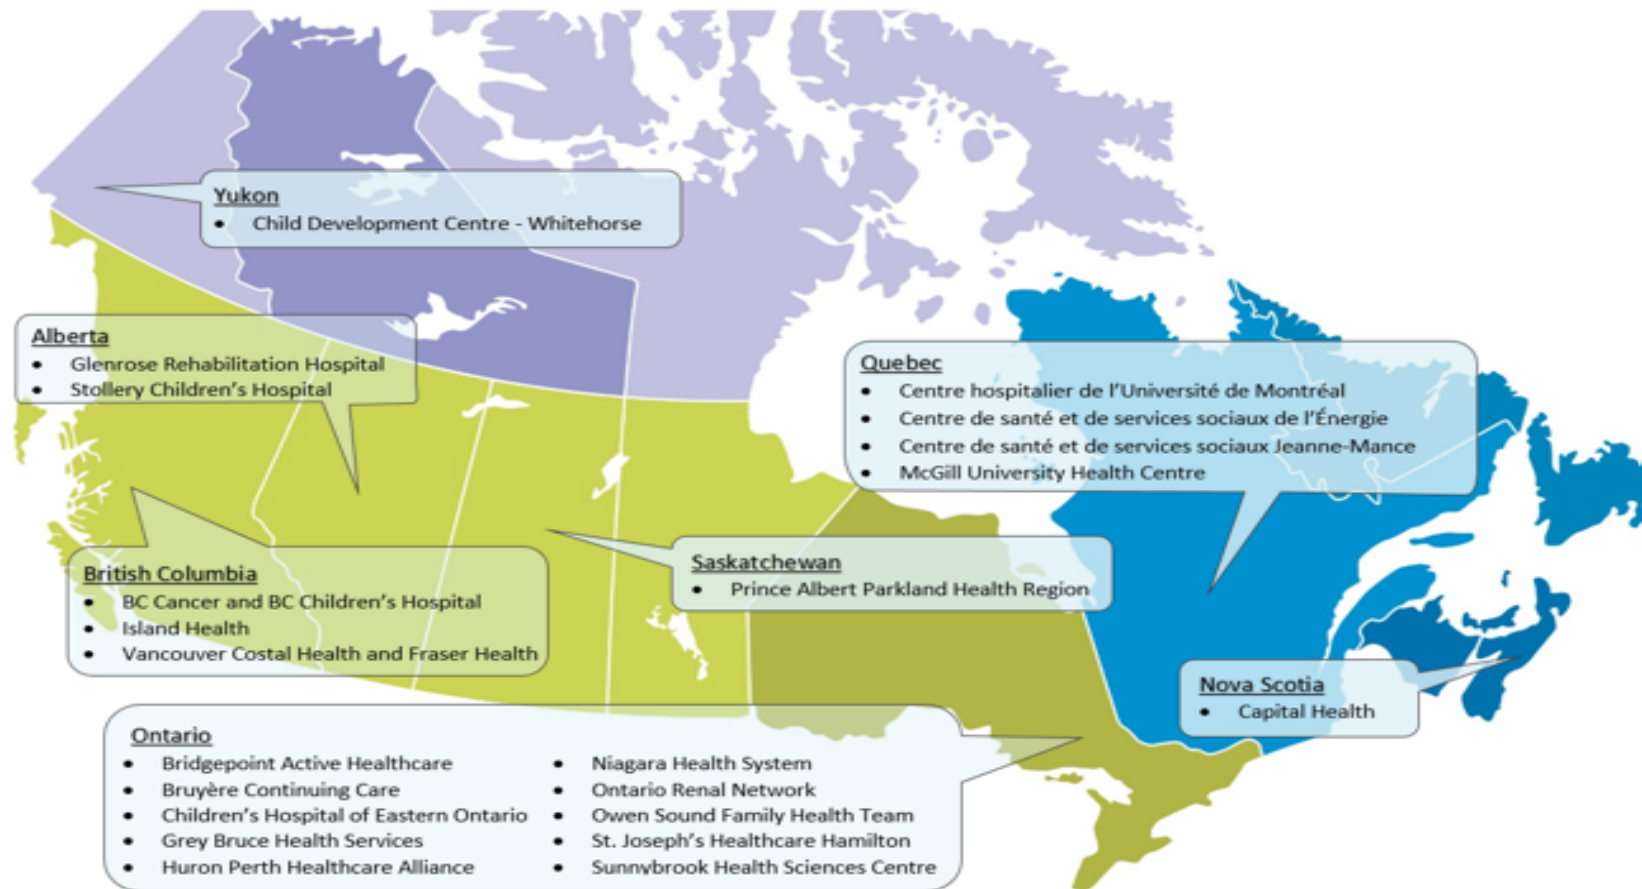 Yukon
• Child Development Centre - Whitehorse
Alberta
• Glenrose Rehabilitation Hospital
• Stollery Children's Hospital
Quebec
• Centre hospitalier de l'Université de Montréal
• Centre de santé et de services sociaux de l'Énergie
• Centre de santé et de services sociaux Jeanne-Mance
• McGill University Health Centre
British Columbia
• BC Cancer and BC Children's Hospital
• Island Health
• Vancouver Costal Health and Fraser Health
Saskatchewan
• Prince Albert Parkland Health Region
Nova Scotia
• Capital Health
Ontario
• Bridgepoint Active Healthcare
• Bruyère Continuing Care
• Children's Hospital of Eastern Ontario
• Grey Bruce Health Services
• Huron Perth Healthcare Alliance
• Niagara Health System
• Ontario Renal Network
• Owen Sound Family Health Team
• St. Joseph's Healthcare Hamilton
• Sunnybrook Health Sciences Centre